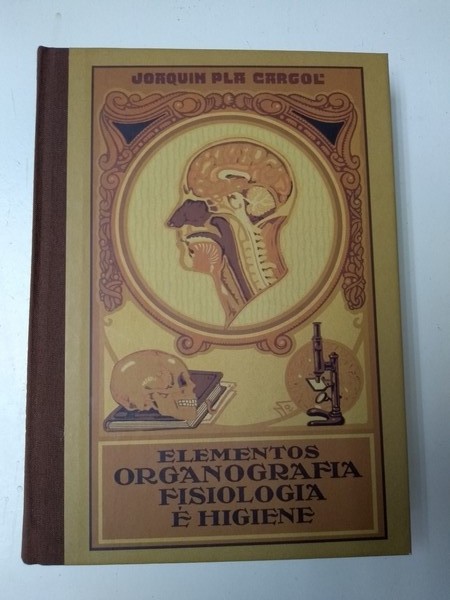 JOAQUIN PLA CARGOL
ELEMENTOS
ORGANOGRAFIA
FISIOLOGIA
É HIGIENE